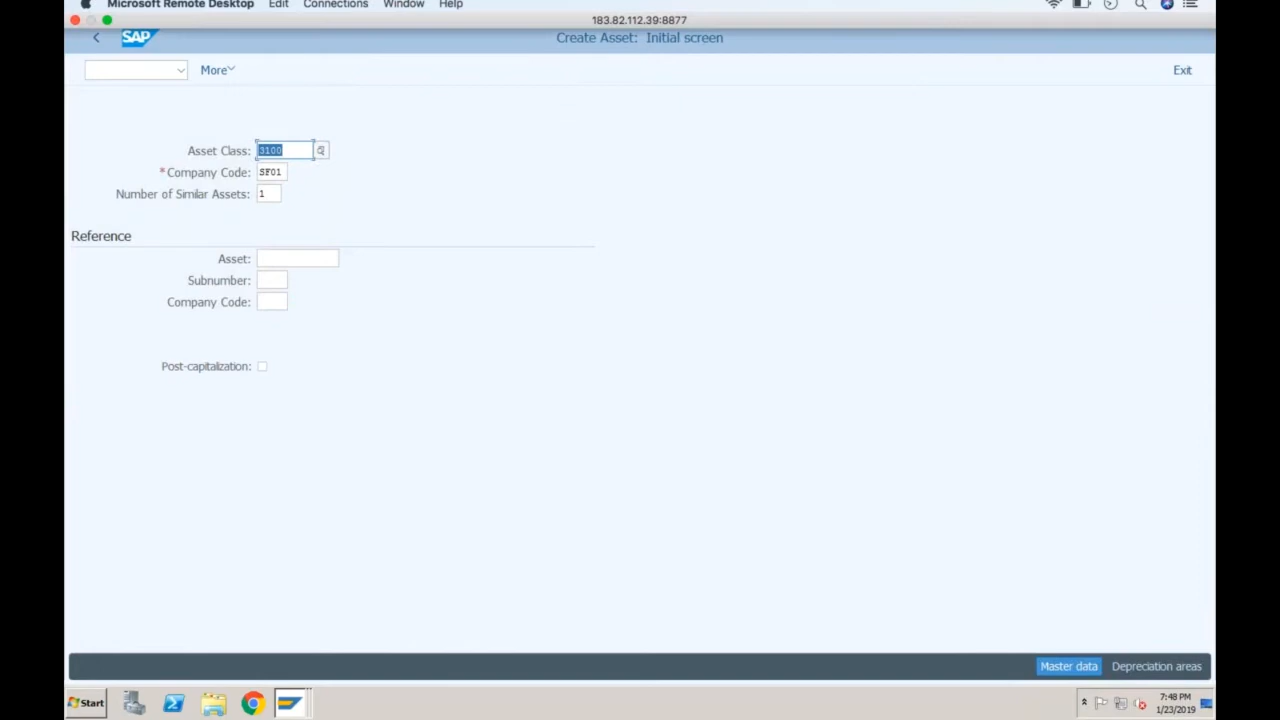 Microsoft Remote Desktop Edit Connections Window Help
183.82.112.39:8877
SAP Create Asset: Initial screen
More Exit
Asset Class: 3100
*Company Code: SF01
Number of Similar Assets: 1
Reference
Asset:
Subnumber:
Company Code:
Post-capitalization:
Master data Depreciation areas
Start 7:48 PM
1/23/2019